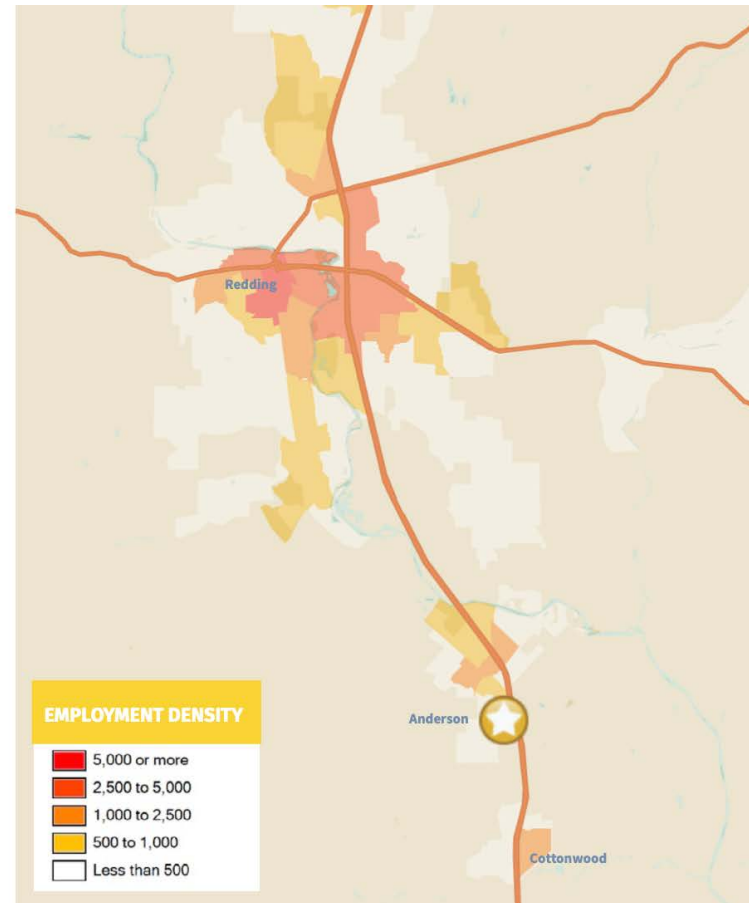 Redding
Anderson
Cottonwood
EMPLOYMENT DENSITY
5,000 or more
2,500 to 5,000
1,000 to 2,500
500 to 1,000
Less than 500